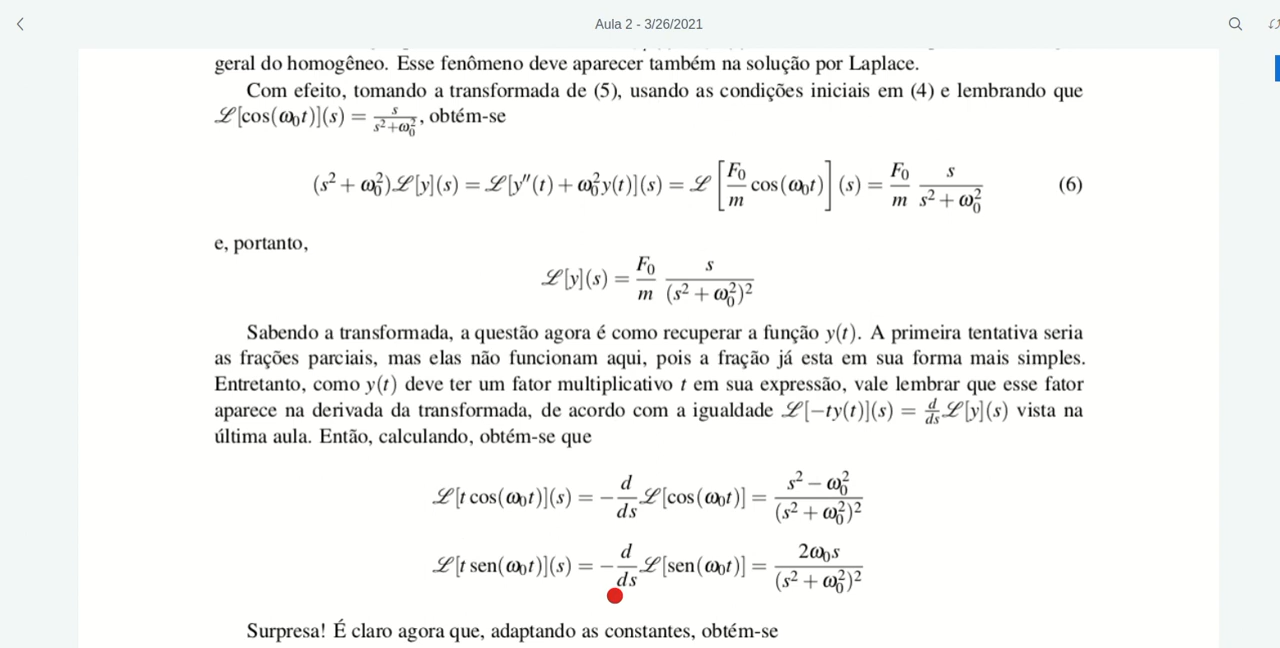 Aula 2 - 3/26/2021
geral do homogêneo. Esse fenômeno deve aparecer também na solução por Laplace.
Com efeito, tomando a transformada de (5), usando as condições iniciais em (4) e lembrando que
ℒ[cos(ω₀t)](s) = s/(s²+ω₀²), obtém-se
(s² + ω₀²)ℒ[y](s) = ℒ[y″(t) + ω₀²y(t)](s) = ℒ[F₀/m cos(ω₀t)](s) = F₀/m s/(s² + ω₀²) (6)
e, portanto,
ℒ[y](s) = F₀/m s/(s² + ω₀²)²
Sabendo a transformada, a questão agora é como recuperar a função y(t). A primeira tentativa seria
as frações parciais, mas elas não funcionam aqui, pois a fração já esta em sua forma mais simples.
Entretanto, como y(t) deve ter um fator multiplicativo t em sua expressão, vale lembrar que esse fator
aparece na derivada da transformada, de acordo com a igualdade ℒ[−ty(t)](s) = d/ds ℒ[y](s) vista na
última aula. Então, calculando, obtém-se que
ℒ[t cos(ω₀t)](s) = −d/ds ℒ[cos(ω₀t)] = (s² − ω₀²)/(s² + ω₀²)²
ℒ[t sen(ω₀t)](s) = −d/ds ℒ[sen(ω₀t)] = 2ω₀s/(s² + ω₀²)²
Surpresa! É claro agora que, adaptando as constantes, obtém-se